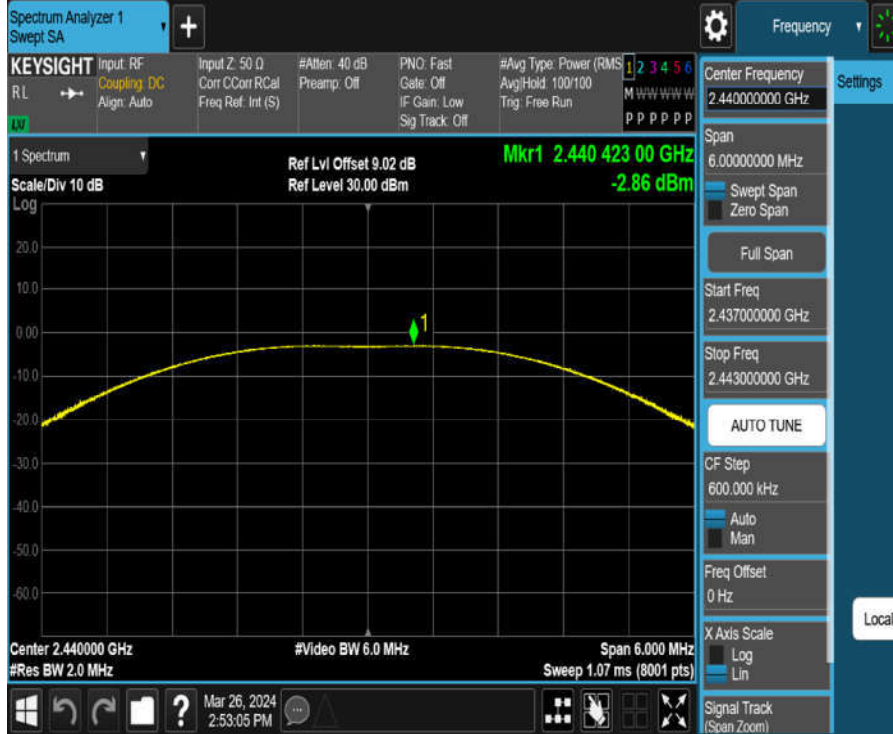 Spectrum Analyzer 1
Swept SA
+
Frequency
KEYSIGHT
RL
LV
Input: RF
Coupling: DC
Align: Auto
Input Z: 50 Ω
Corr CCorr RCal
Freq Ref: Int (S)
#Atten: 40 dB
Preamp: Off
PNO: Fast
Gate: Off
IF Gain: Low
Sig Track: Off
#Avg Type: Power (RMS
Avg|Hold: 100/100
Trig: Free Run
1 2 3 4 5 6
M W W W W W
P P P P P P
1 Spectrum
Scale/Div 10 dB
Log
Ref Lvl Offset 9.02 dB
Ref Level 30.00 dBm
Mkr1 2.440 423 00 GHz
-2.86 dBm
20.0
10.0
0.00
-10.0
-20.0
-30.0
-40.0
-50.0
-60.0
1
Center 2.440000 GHz
#Res BW 2.0 MHz
#Video BW 6.0 MHz
Span 6.000 MHz
Sweep 1.07 ms (8001 pts)
?
Mar 26, 2024
2:53:05 PM
Center Frequency
2.440000000 GHz
Settings
Span
6.00000000 MHz
Swept Span
Zero Span
Full Span
Start Freq
2.437000000 GHz
Stop Freq
2.443000000 GHz
AUTO TUNE
CF Step
600.000 kHz
Auto
Man
Freq Offset
0 Hz
Local
X Axis Scale
Log
Lin
Signal Track
(Span Zoom)